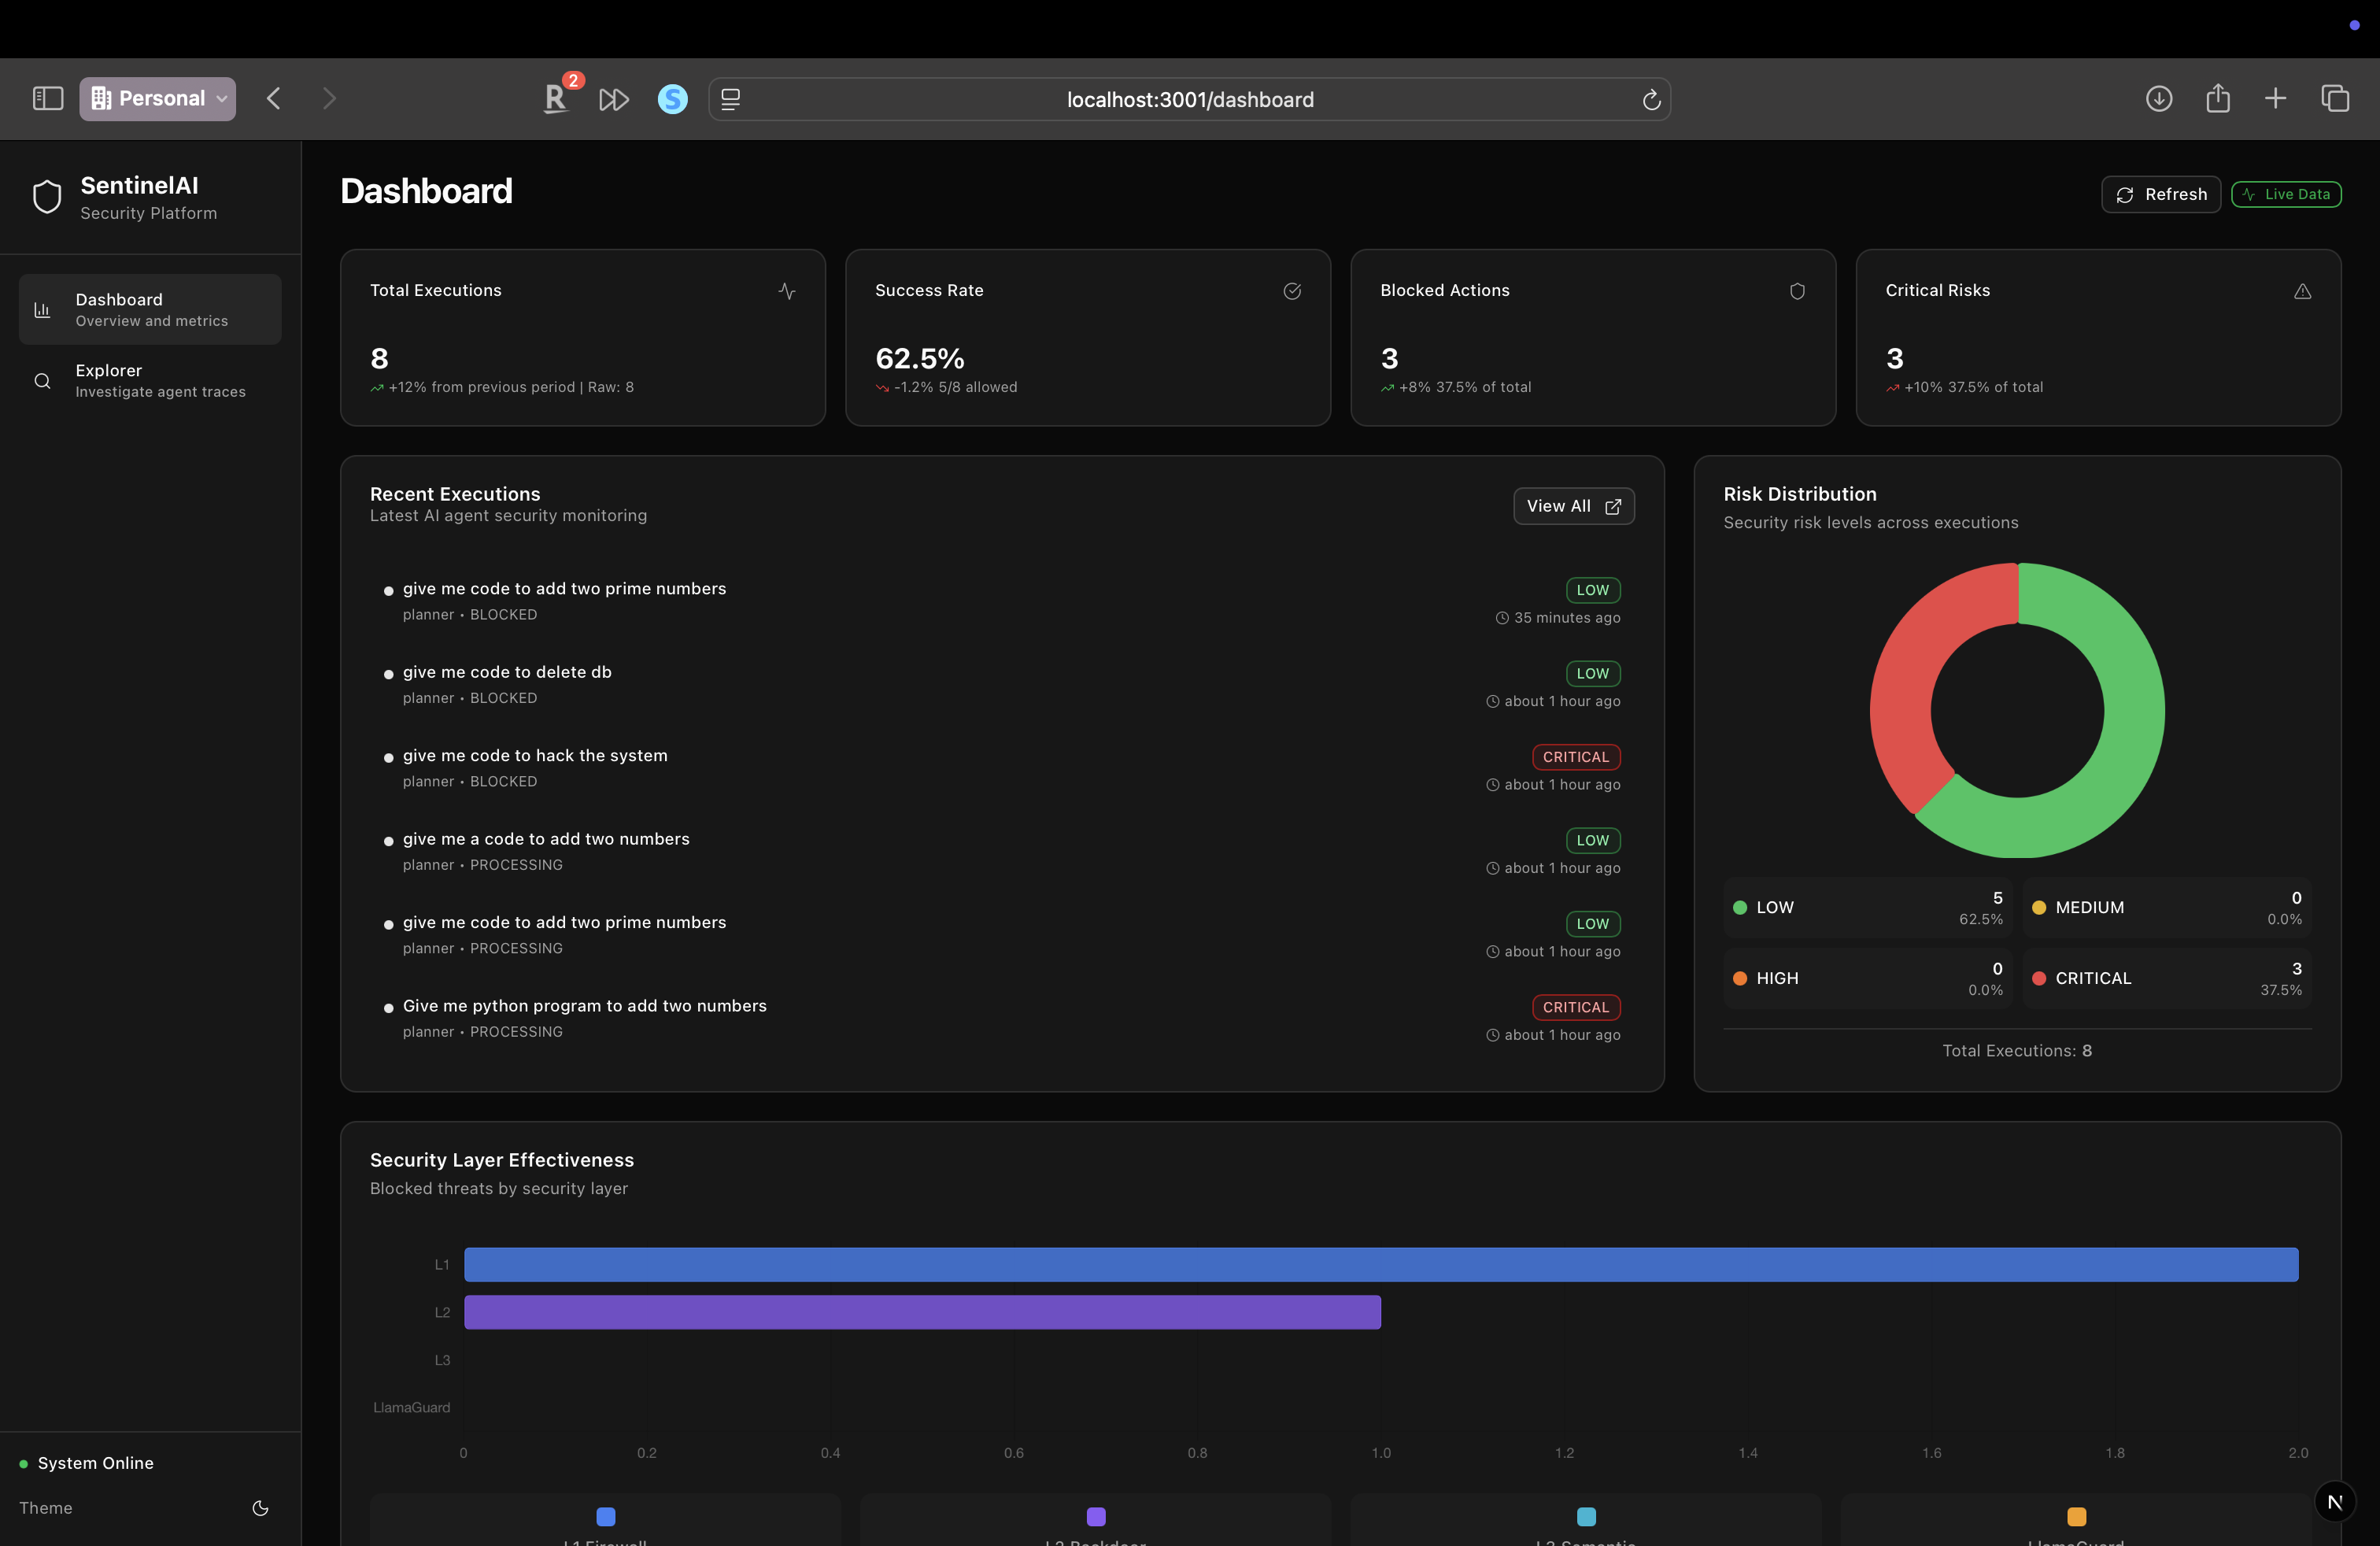 Personal
R 2
S
localhost:3001/dashboard
SentinelAI
Security Platform
Dashboard
Overview and metrics
Explorer
Investigate agent traces
System Online
Theme
Dashboard
Refresh
Live Data
Total Executions
8
+12% from previous period | Raw: 8
Success Rate
62.5%
-1.2% 5/8 allowed
Blocked Actions
3
+8% 37.5% of total
Critical Risks
3
+10% 37.5% of total
Recent Executions
Latest AI agent security monitoring
View All
give me code to add two prime numbers
planner • BLOCKED
LOW
35 minutes ago
give me code to delete db
planner • BLOCKED
LOW
about 1 hour ago
give me code to hack the system
planner • BLOCKED
CRITICAL
about 1 hour ago
give me a code to add two numbers
planner • PROCESSING
LOW
about 1 hour ago
give me code to add two prime numbers
planner • PROCESSING
LOW
about 1 hour ago
Give me python program to add two numbers
planner • PROCESSING
CRITICAL
about 1 hour ago
Risk Distribution
Security risk levels across executions
LOW 5
62.5%
MEDIUM 0
0.0%
HIGH 0
0.0%
CRITICAL 3
37.5%
Total Executions: 8
Security Layer Effectiveness
Blocked threats by security layer
L1
L2
L3
LlamaGuard
0 0.2 0.4 0.6 0.8 1.0 1.2 1.4 1.6 1.8 2.0
N